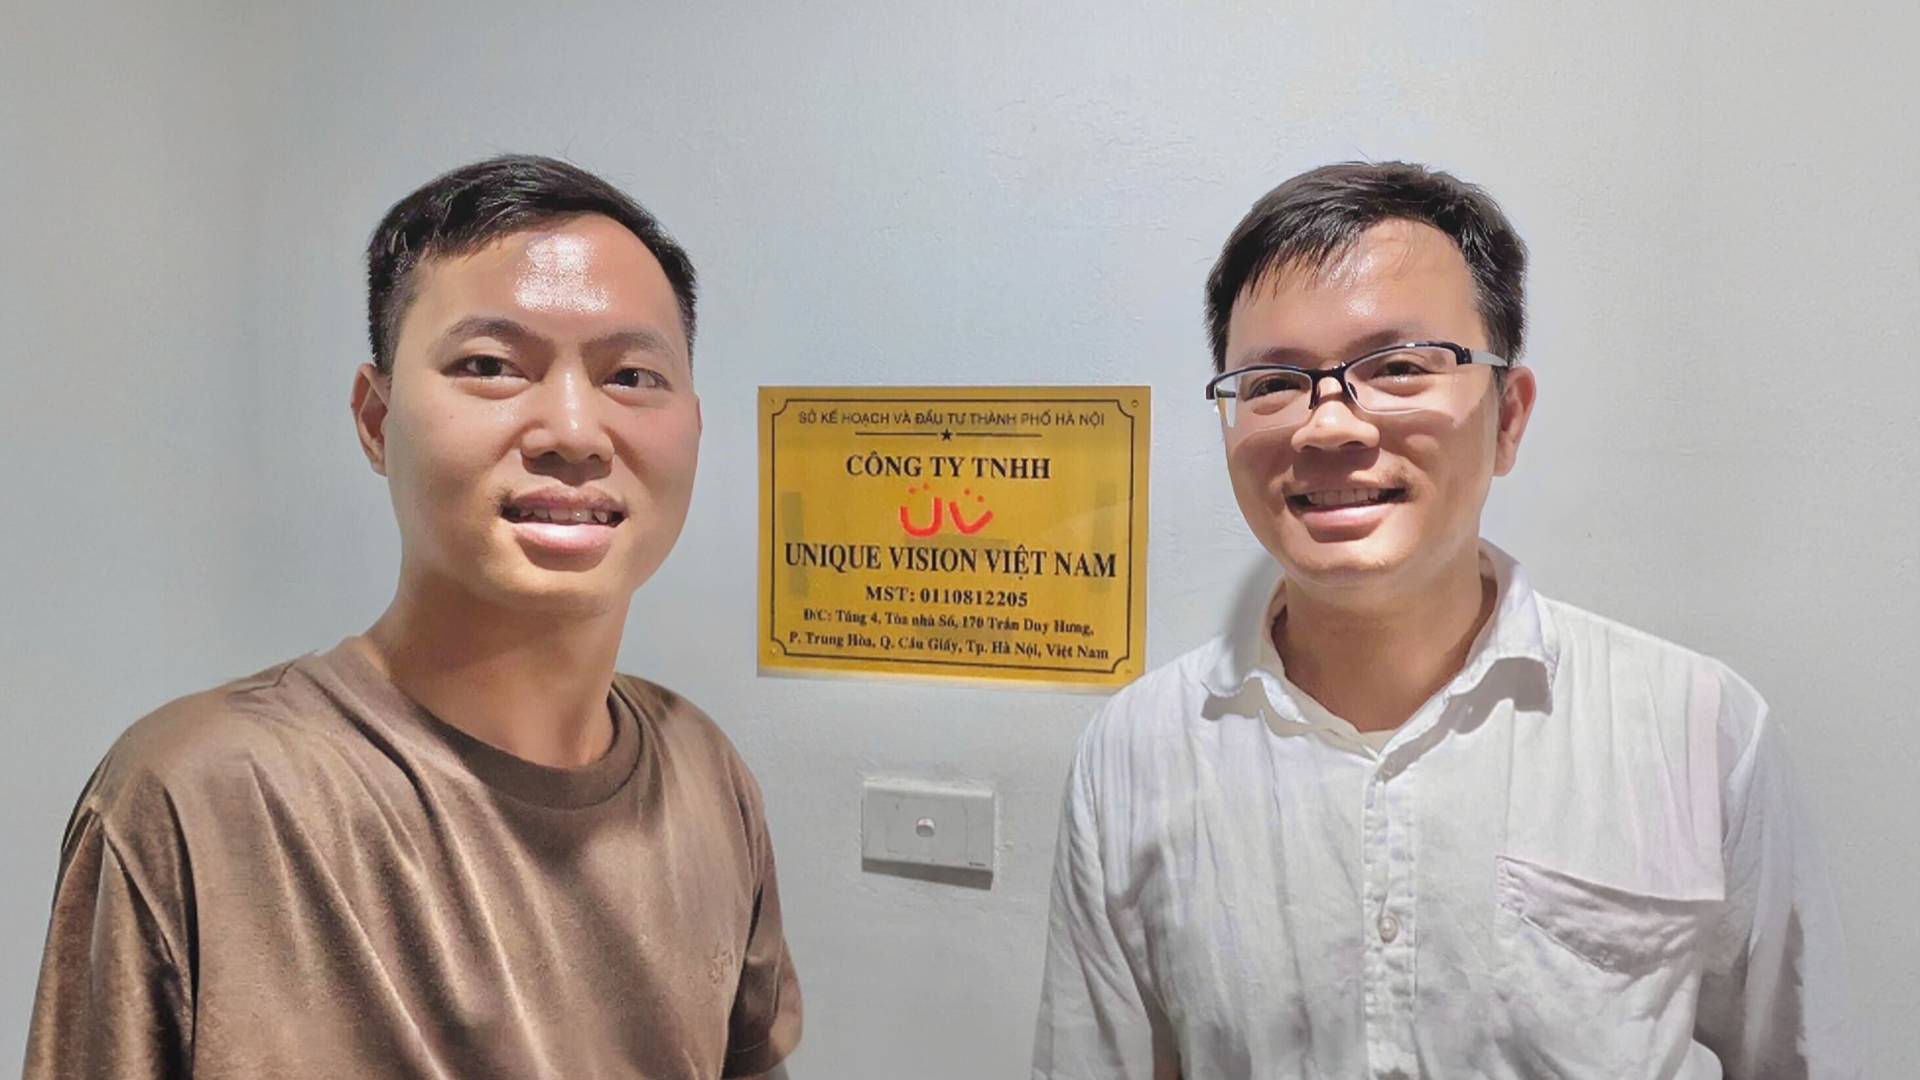 SỞ KẾ HOẠCH VÀ ĐẦU TƯ THÀNH PHỐ HÀ NỘI
CÔNG TY TNHH
UV
UNIQUE VISION VIỆT NAM
MST: 0110812205
Đ/C: Tầng 4, Tòa nhà Số, 170 Trần Duy Hưng,
P. Trung Hòa, Q. Cầu Giấy, Tp. Hà Nội, Việt Nam